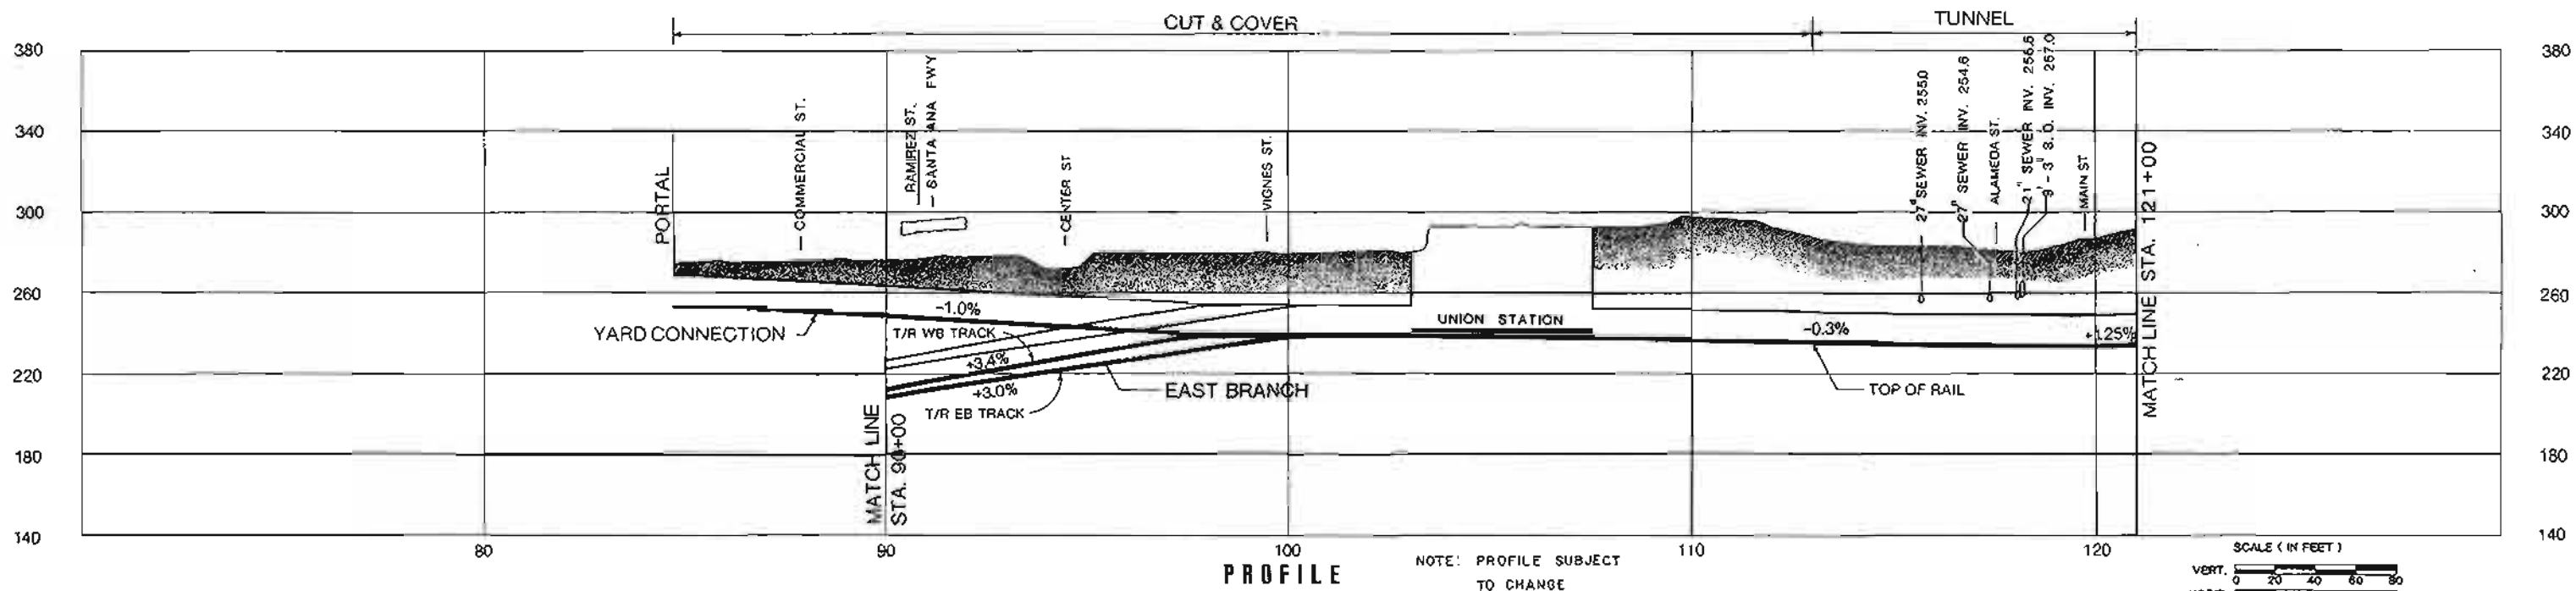 CUT & COVER
TUNNEL
380
380
340
340
300
300
260
260
220
220
180
180
140
140
PORTAL
COMMERCIAL ST.
RAMIREZ ST.
SANTA ANA FWY
CENTER ST
VIGNES ST.
27" SEWER INV. 255.0
27" SEWER INV. 254.6
ALAMEDA ST.
21" SEWER INV.
INV. 257.0
MAIN ST
MATCH LINE STA. 121+00
YARD CONNECTION
-1.0%
T/R WB TRACK
+3.4%
+3.0%
T/R EB TRACK
EAST BRANCH
UNION STATION
-0.3%
+1.25%
TOP OF RAIL
MATCH LINE
STA. 90+00
80
90
100
110
120
PROFILE
NOTE: PROFILE SUBJECT
TO CHANGE
SCALE (IN FEET)
VERT.
0 20 40 60 80